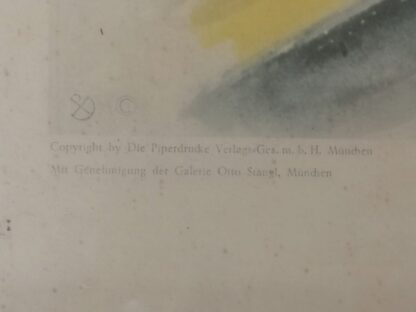 ©
Copyright by Die Piperdrucke Verlags-Ges. m. b. H. München
Mit Genehmigung der Galerie Otto Stangl, München